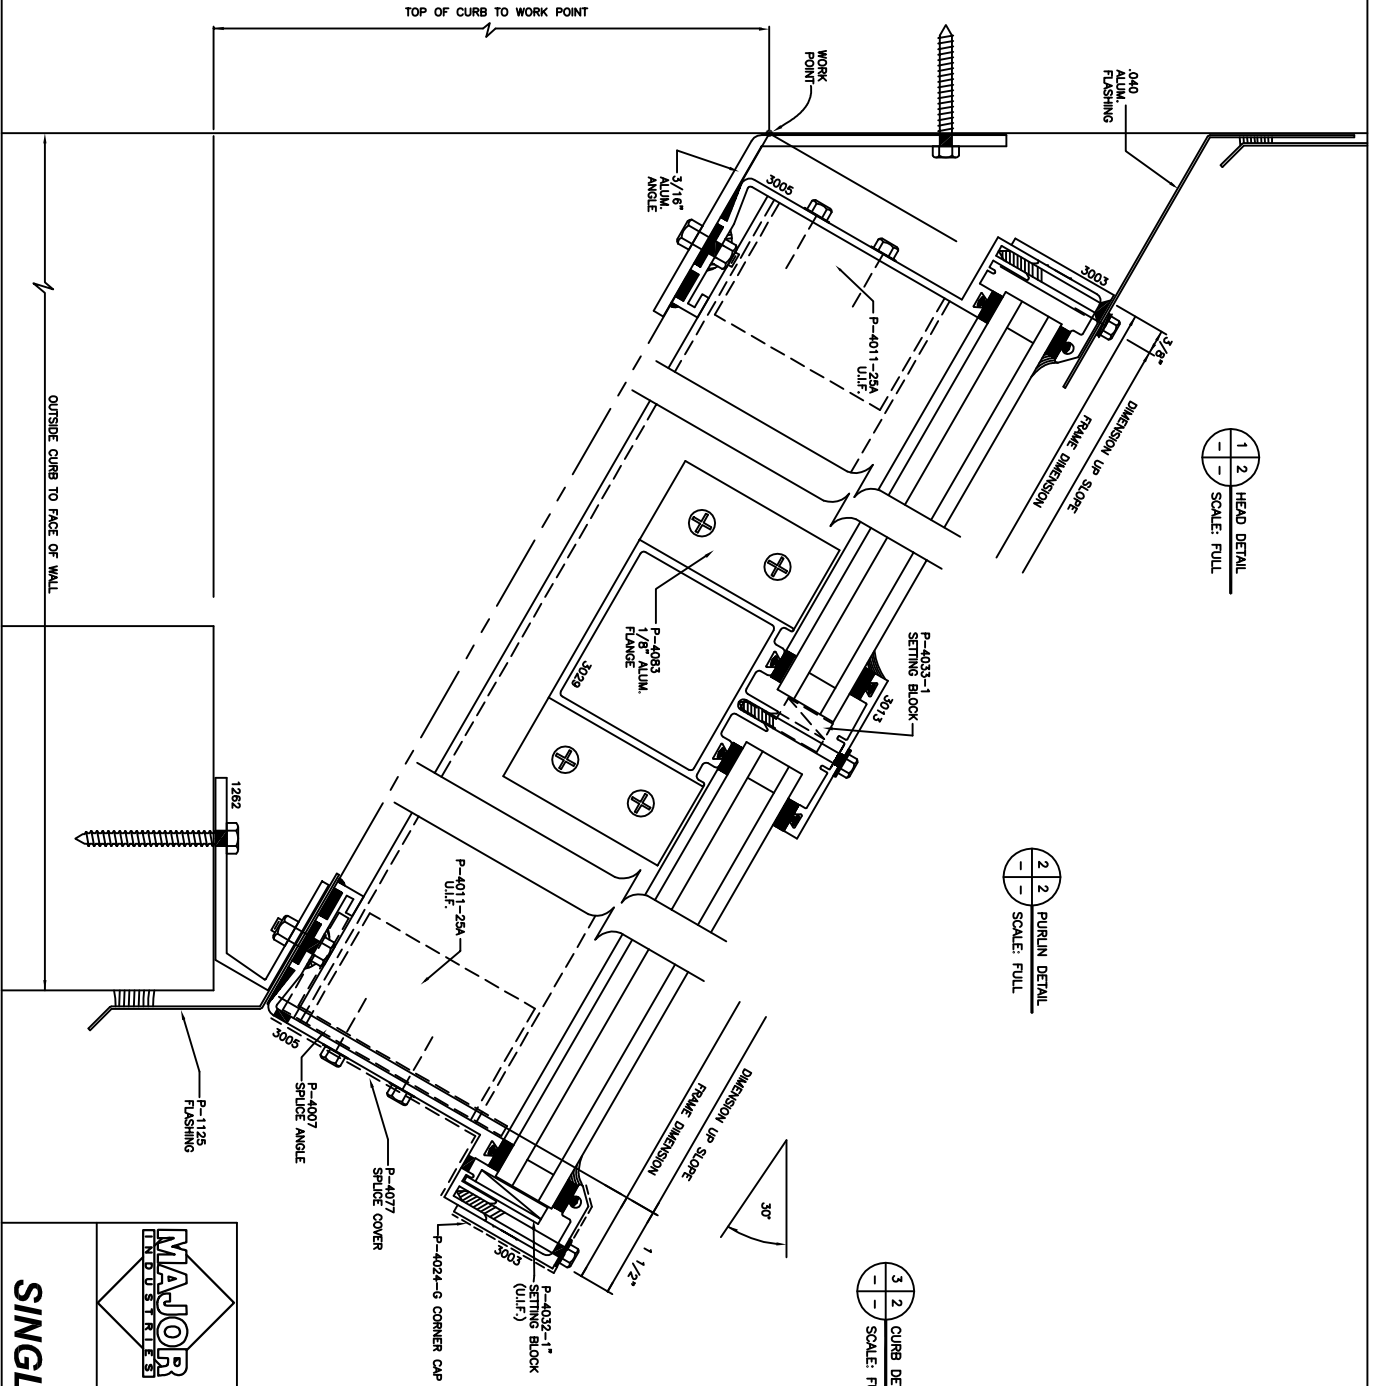 TOP OF CURB TO WORK POINT
WORK
POINT
.040
ALUM.
FLASHING
3/16"
ALUM.
ANGLE
3005
3003
P-4011-25A
U.I.F.
3/8"
DIMENSION UP SLOPE
FRAME DIMENSION
1 2
- -
HEAD DETAIL
SCALE: FULL
OUTSIDE CURB TO FACE OF WALL
P-4083
1/8" ALUM.
FLANGE
3029
P-4033-1
SETTING BLOCK
3013
2 2
- -
PURLIN DETAIL
SCALE: FULL
1262
P-4011-25A
U.I.F.
3005
P-4007
SPLICE ANGLE
P-1125
FLASHING
P-4077
SPLICE COVER
DIMENSION UP SLOPE
FRAME DIMENSION
30°
1 1/2"
3003
P-4032-1"
SETTING BLOCK
(U.I.F.)
P-4024-G CORNER CAP
3 2
- -
CURB DE
SCALE: F
MAJOR
INDUSTRIES
SINGL